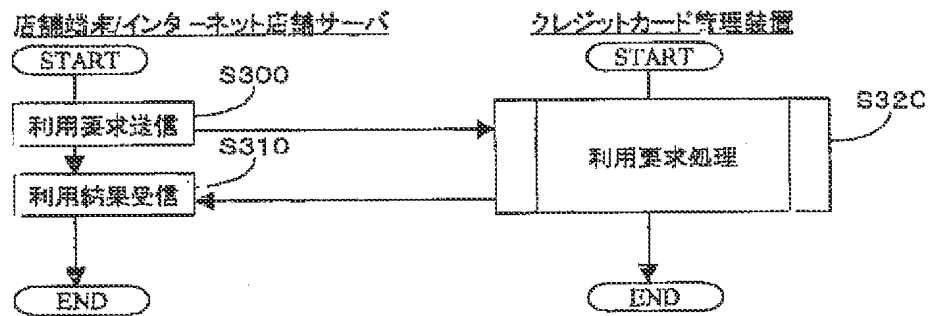 店舗端末/インターネット店舗サーバ
START
S300
利用要求送信
S310
利用結果受信
END
クレジットカード管理装置
START
S32C
利用要求処理
END